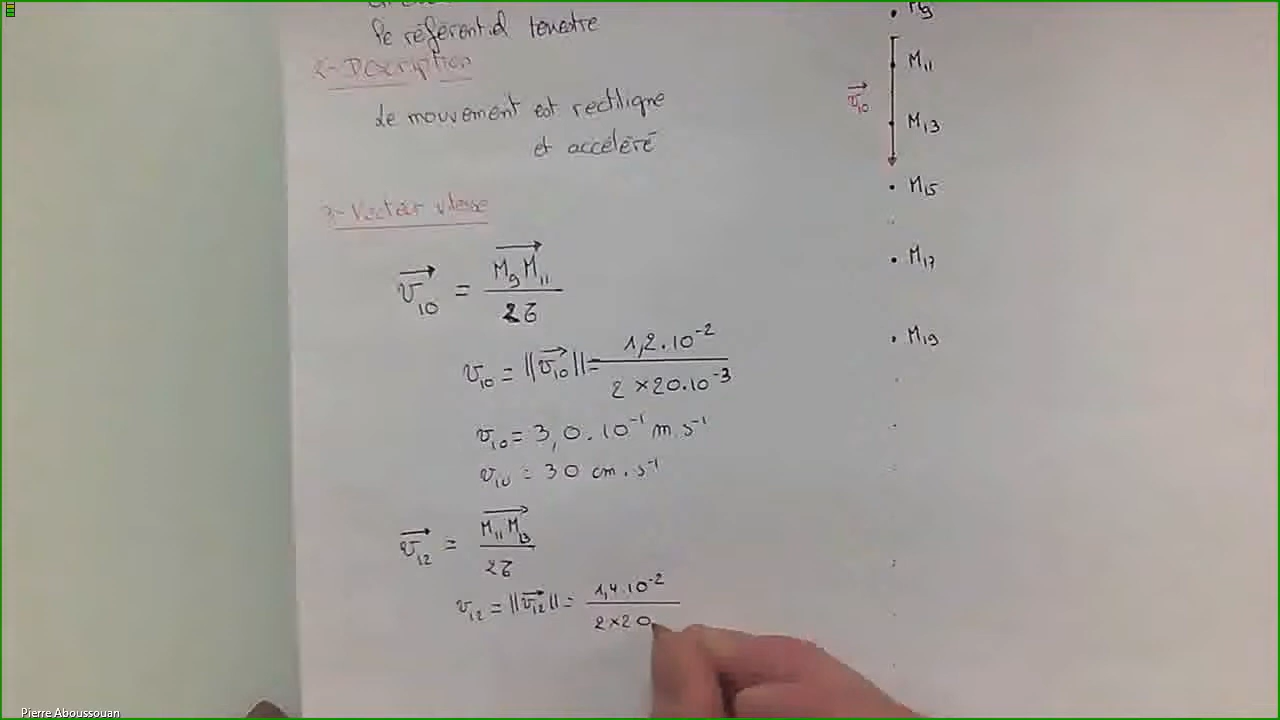 le référentiel terrestre
2- Description
Le mouvement est rectiligne
et accéléré
3- Vecteur vitesse
v₁₀ = M₉M₁₁ / 2τ
v₁₀ = ||v₁₀|| = 1,2.10⁻² / 2 × 20.10⁻³
v₁₀ = 3,0.10⁻¹ m.s⁻¹
v₁₀ = 30 cm.s⁻¹
v₁₂ = M₁₁M₁₃ / 2τ
v₁₂ = ||v₁₂|| = 1,4.10⁻² / 2×20
M₉
M₁₁
v₁₀
M₁₃
M₁₅
M₁₇
M₁₉
Pierre Aboussouan